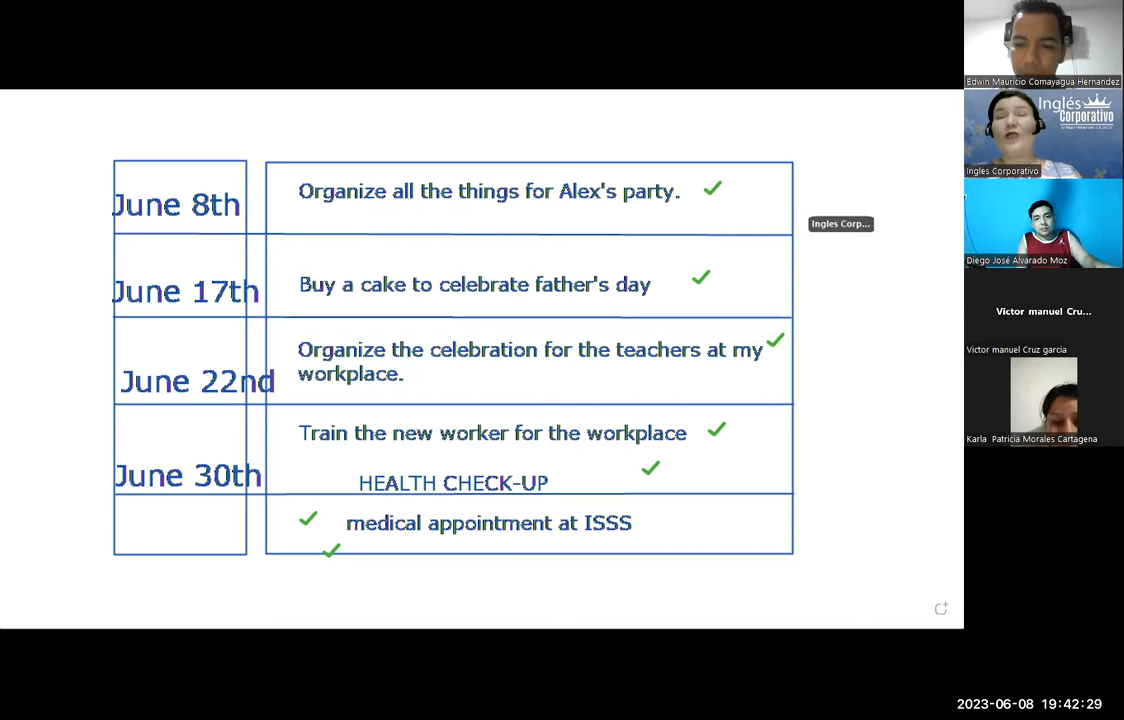 Edwin Mauricio Comayagua Hernandez
Inglés
Corporativo
Ingles Corporativo
June 8th
Organize all the things for Alex's party.
Ingles Corp...
Diego José Alvarado Moz
June 17th
Buy a cake to celebrate father's day
Victor manuel Cru...
Victor manuel Cruz garcia
June 22nd
Organize the celebration for the teachers at my
workplace.
Karla Patricia Morales Cartagena
June 30th
Train the new worker for the workplace
HEALTH CHECK-UP
medical appointment at ISSS
2023-06-08 19:42:29